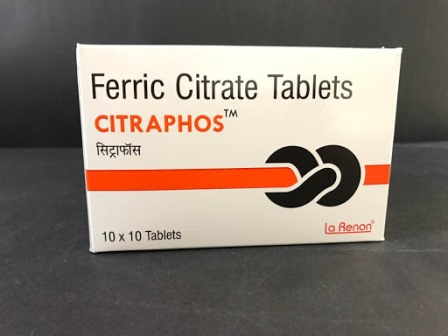 Ferric Citrate Tablets
CITRAPHOS™
सिट्राफॉस
10 x 10 Tablets
La Renon®